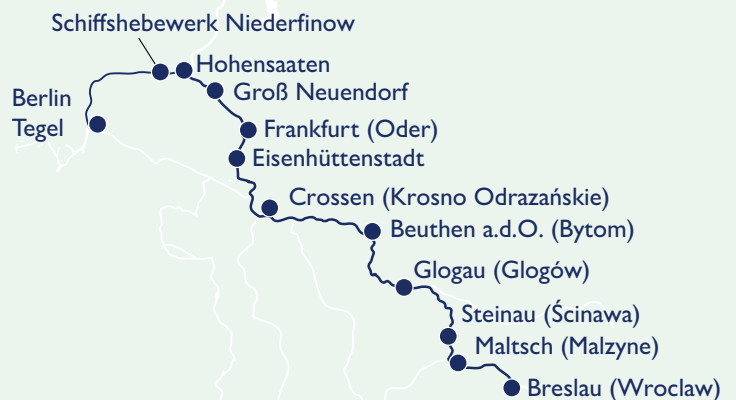 Schiffshebewerk Niederfinow
Hohensaaten
Groß Neuendorf
Berlin
Tegel
Frankfurt (Oder)
Eisenhüttenstadt
Crossen (Krosno Odrazańskie)
Beuthen a.d.O. (Bytom)
Glogau (Glogów)
Steinau (Ścinawa)
Maltsch (Malzyne)
Breslau (Wroclaw)